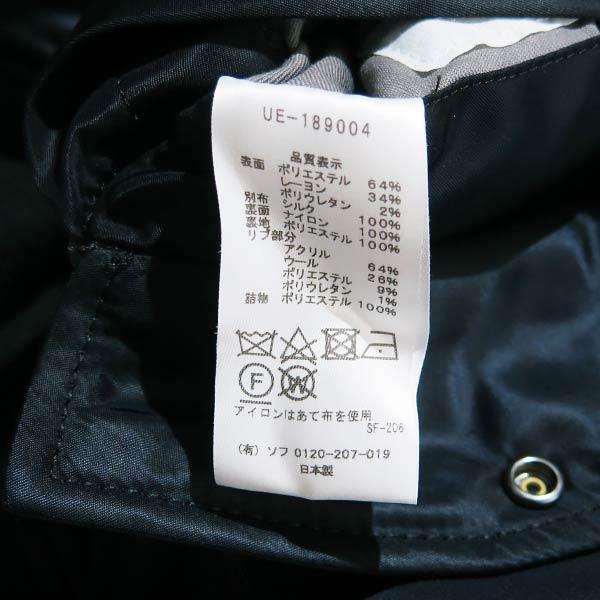 UE-189004
品質表示
表面 ポリエステル 64%
レーヨン 34%
ポリウレタン 2%
別布 シルク 100%
裏面 ナイロン 100%
裏地 ポリエステル 100%
リブ部分
アクリル 64%
ウール 26%
ポリエステル 9%
ポリウレタン 1%
詰物 ポリエステル 100%
F W
アイロンはあて布を使用
SF-206
(有) ソフ 0120-207-019
日本製